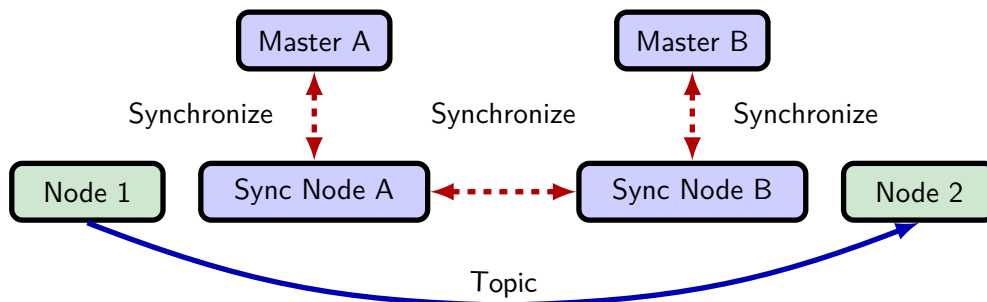 Master A
Master B
Synchronize
Synchronize
Synchronize
Node 1
Sync Node A
Sync Node B
Node 2
Topic